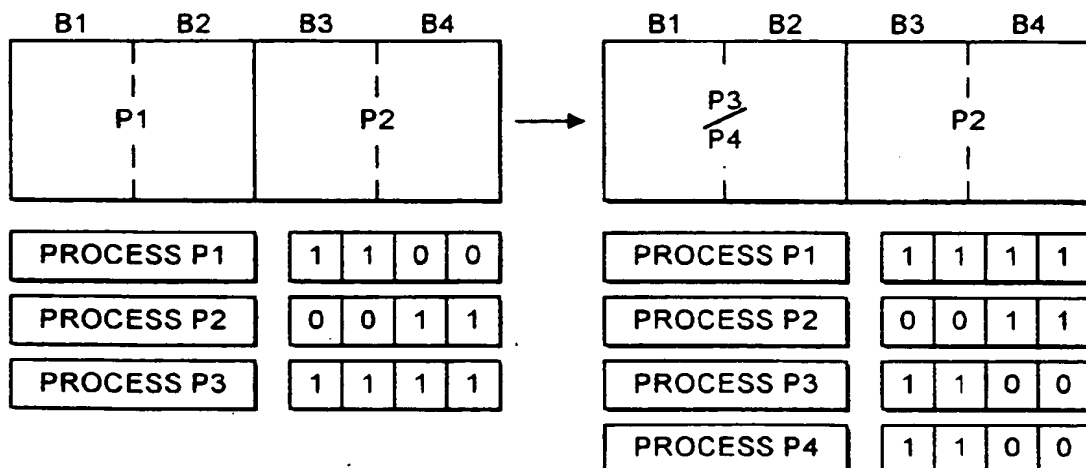 B1 B2 B3 B4
P1 P2
PROCESS P1 1 1 0 0
PROCESS P2 0 0 1 1
PROCESS P3 1 1 1 1
B1 B2 B3 B4
P3
P2
P4
PROCESS P1 1 1 1 1
PROCESS P2 0 0 1 1
PROCESS P3 1 1 0 0
PROCESS P4 1 1 0 0